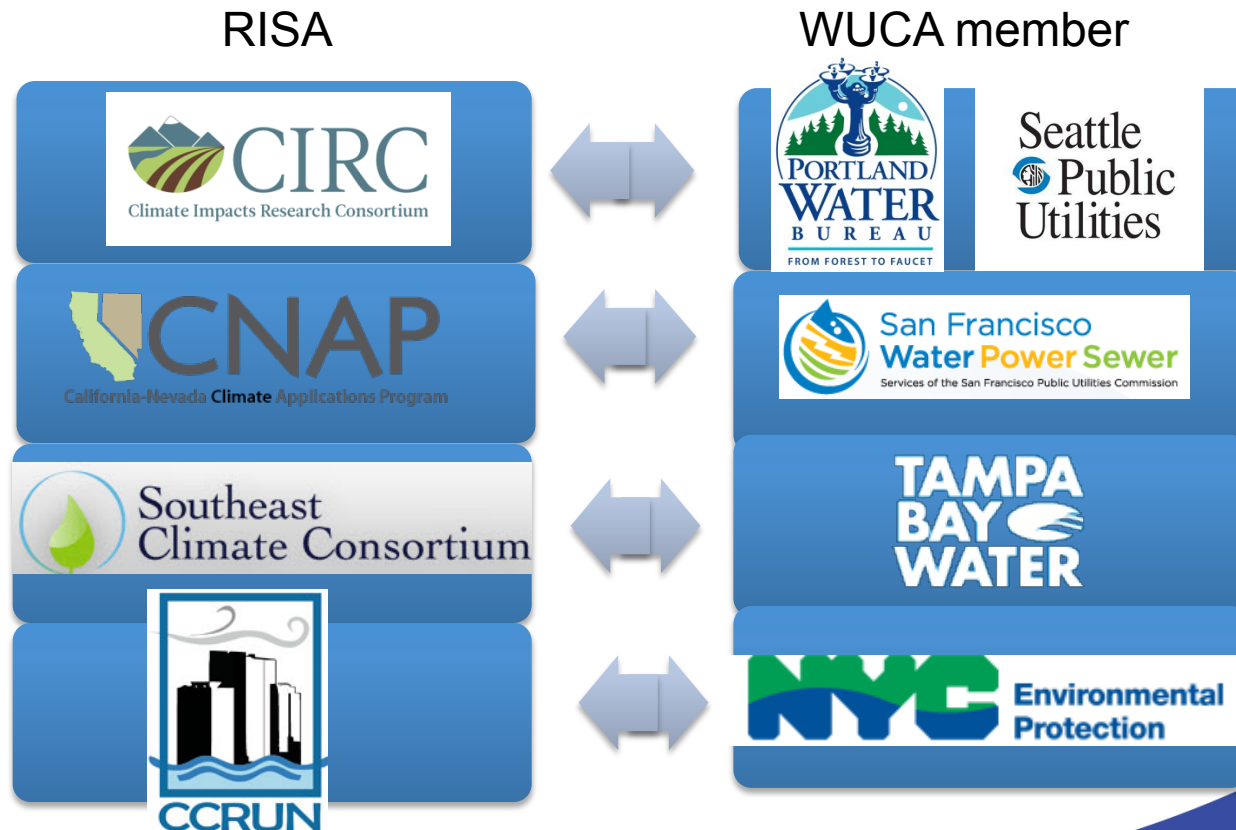 RISA
WUCA member
CIRC
Climate Impacts Research Consortium
PORTLAND
WATER
BUREAU
FROM FOREST TO FAUCET
Seattle
Public
Utilities
CNAP
California-Nevada Climate Applications Program
San Francisco
Water Power Sewer
Services of the San Francisco Public Utilities Commission
Southeast
Climate Consortium
TAMPA
BAY
WATER
CCRUN
NYC
Environmental
Protection